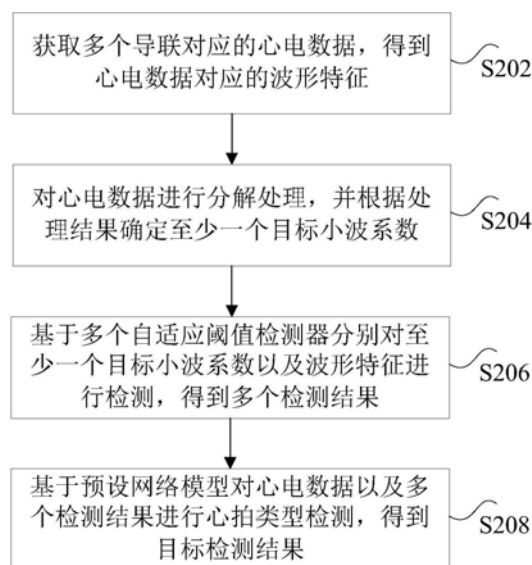 获取多个导联对应的心电数据，得到
心电数据对应的波形特征
S202
对心电数据进行分解处理，并根据处
理结果确定至少一个目标小波系数
S204
基于多个自适应阈值检测器分别对至
少一个目标小波系数以及波形特征进
行检测，得到多个检测结果
S206
基于预设网络模型对心电数据以及多
个检测结果进行心拍类型检测，得到
目标检测结果
S208